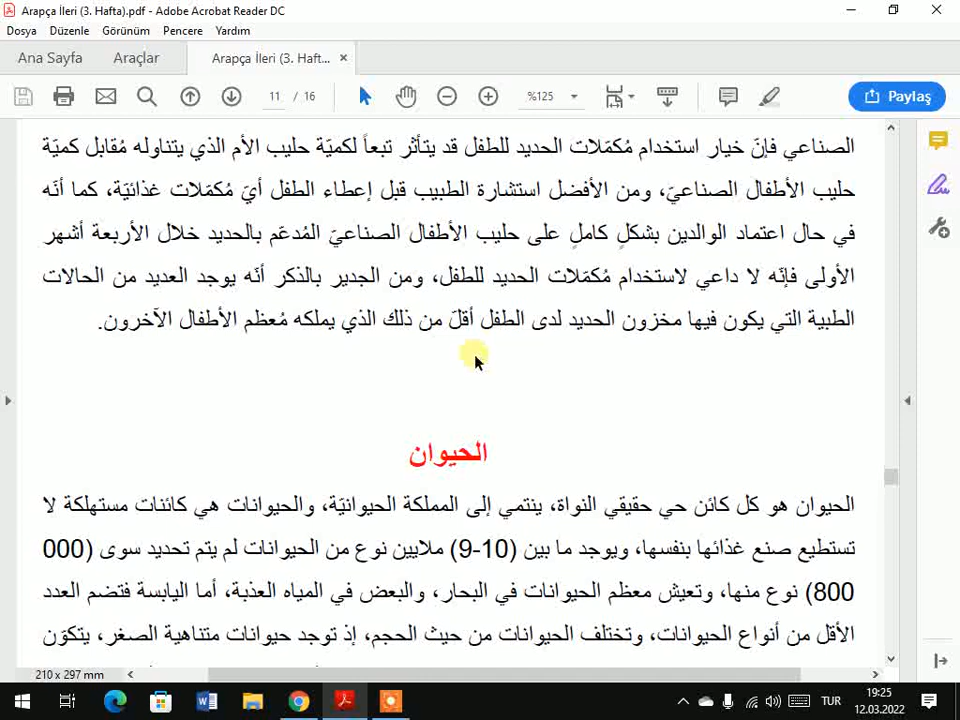 Arapça İleri (3. Hafta).pdf - Adobe Acrobat Reader DC
Dosya Düzenle Görünüm Pencere Yardım
Ana Sayfa Araçlar Arapça İleri (3. Haft...
11 / 16 %125 Paylaş
الصناعي فإنّ خيار استخدام مُكمّلات الحديد للطفل قد يتأثر تبعاً لكميّة حليب الأم الذي يتناوله مُقابل كميّة
حليب الأطفال الصناعيّ، ومن الأفضل استشارة الطبيب قبل إعطاء الطفل أيّ مُكمّلات غذائيّة، كما أنّه
في حال اعتماد الوالدين بشكلٍ كاملٍ على حليب الأطفال الصناعيّ المُدعّم بالحديد خلال الأربعة أشهر
الأولى فإنّه لا داعي لاستخدام مُكمّلات الحديد للطفل، ومن الجدير بالذكر أنّه يوجد العديد من الحالات
الطبية التي يكون فيها مخزون الحديد لدى الطفل أقلّ من ذلك الذي يملكه مُعظم الأطفال الآخرون.
الحيوان
الحيوان هو كل كائن حي حقيقي النواة، ينتمي إلى المملكة الحيوانيّة، والحيوانات هي كائنات مستهلكة لا
تستطيع صنع غذائها بنفسها، ويوجد ما بين (10-9) ملايين نوع من الحيوانات لم يتم تحديد سوى (000
800) نوع منها، وتعيش معظم الحيوانات في البحار، والبعض في المياه العذبة، أما اليابسة فتضم العدد
الأقل من أنواع الحيوانات، وتختلف الحيوانات من حيث الحجم، إذ توجد حيوانات متناهية الصغر، يتكوّن
210 x 297 mm
TUR
19:25
12.03.2022